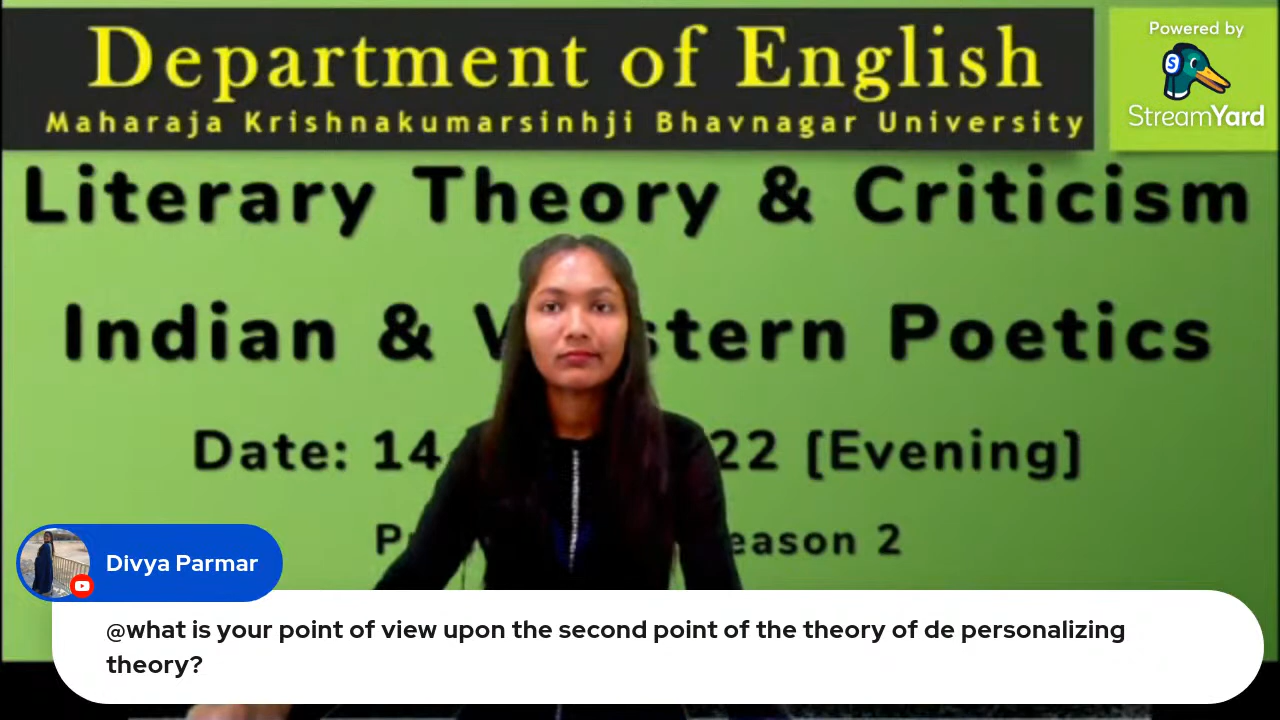 Department of English
Maharaja Krishnakumarsinhji Bhavnagar University
Powered by
S
StreamYard
Literary Theory & Criticism
Indian & W stern Poetics
Date: 14 22 [Evening]
P eason 2
Divya Parmar
@what is your point of view upon the second point of the theory of de personalizing
theory?